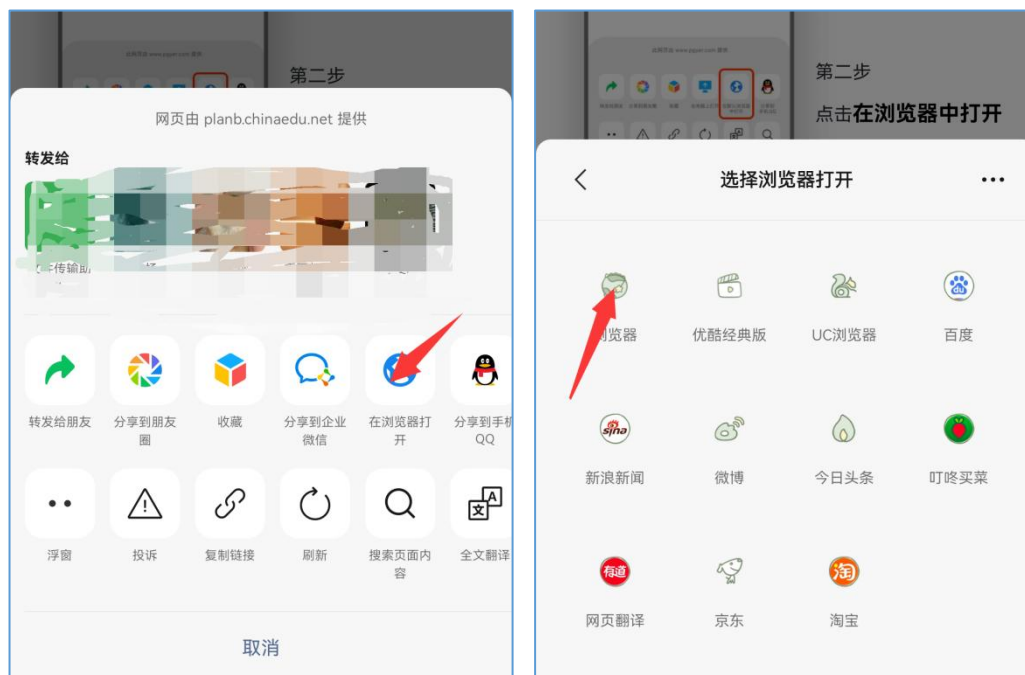 第二步
网页由 planb.chinaedu.net 提供
转发给
传输助
转发给朋友
分享到朋友
圈
收藏
分享到企业
微信
在浏览器打
开
分享到手机
QQ
浮窗
投诉
复制链接
刷新
搜索页面内
容
全文翻译
取消
第二步
点击在浏览器中打开
选择浏览器打开
浏览器
优酷经典版
UC浏览器
百度
新浪新闻
微博
今日头条
叮咚买菜
网页翻译
京东
淘宝